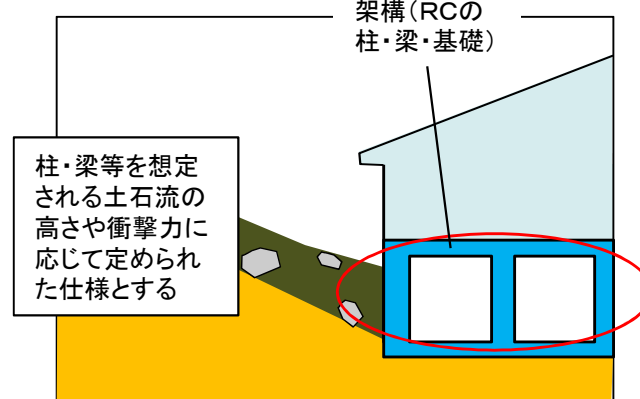 架構（RCの
柱・梁・基礎）
柱・梁等を想定
される土石流の
高さや衝撃力に
応じて定められ
た仕様とする